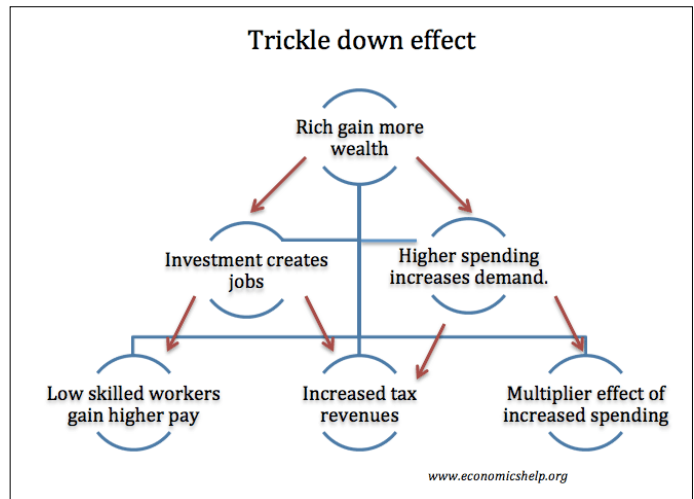 Trickle down effect
Rich gain more
wealth
Investment creates
jobs
Higher spending
increases demand.
Low skilled workers
gain higher pay
Increased tax
revenues
Multiplier effect of
increased spending
www.economicshelp.org